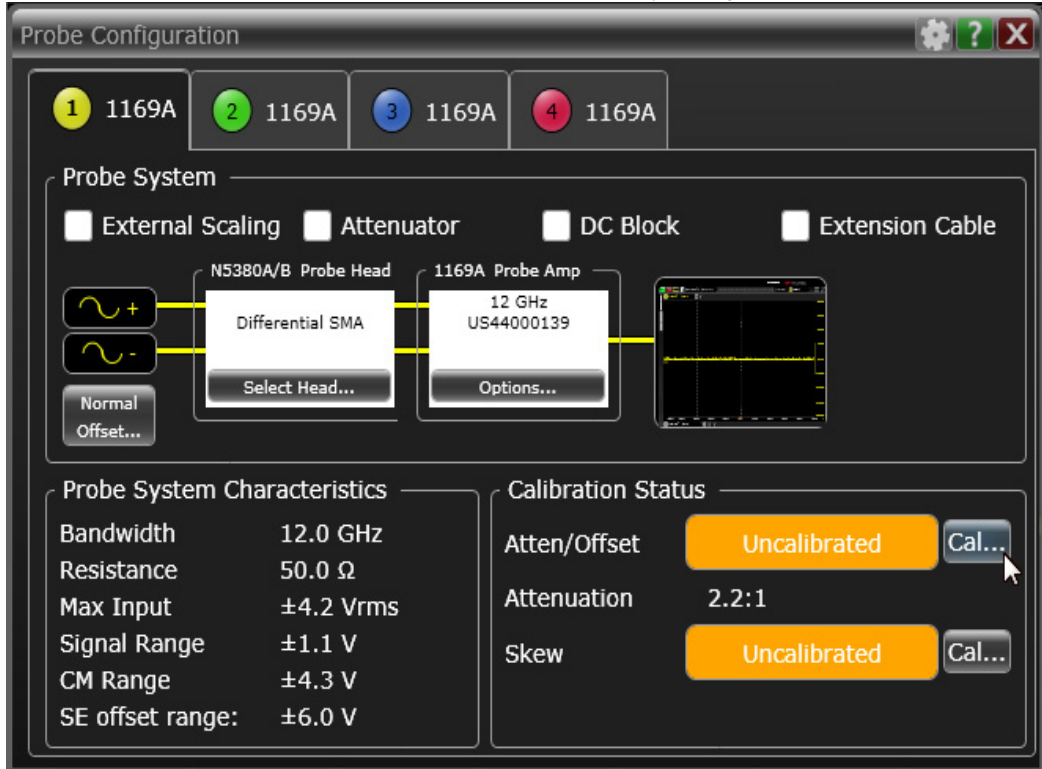 Probe Configuration ?  X
1 1169A 2 1169A 3 1169A 4 1169A
Probe System
External Scaling Attenuator DC Block Extension Cable
N5380A/B Probe Head 1169A Probe Amp
+ Differential SMA 12 GHz
US44000139
-
Select Head... Options...
Normal
Offset...
Probe System Characteristics Calibration Status
Bandwidth 12.0 GHz Atten/Offset Uncalibrated Cal...
Resistance 50.0 Ω
Max Input ±4.2 Vrms Attenuation 2.2:1
Signal Range ±1.1 V Skew Uncalibrated Cal...
CM Range ±4.3 V
SE offset range: ±6.0 V